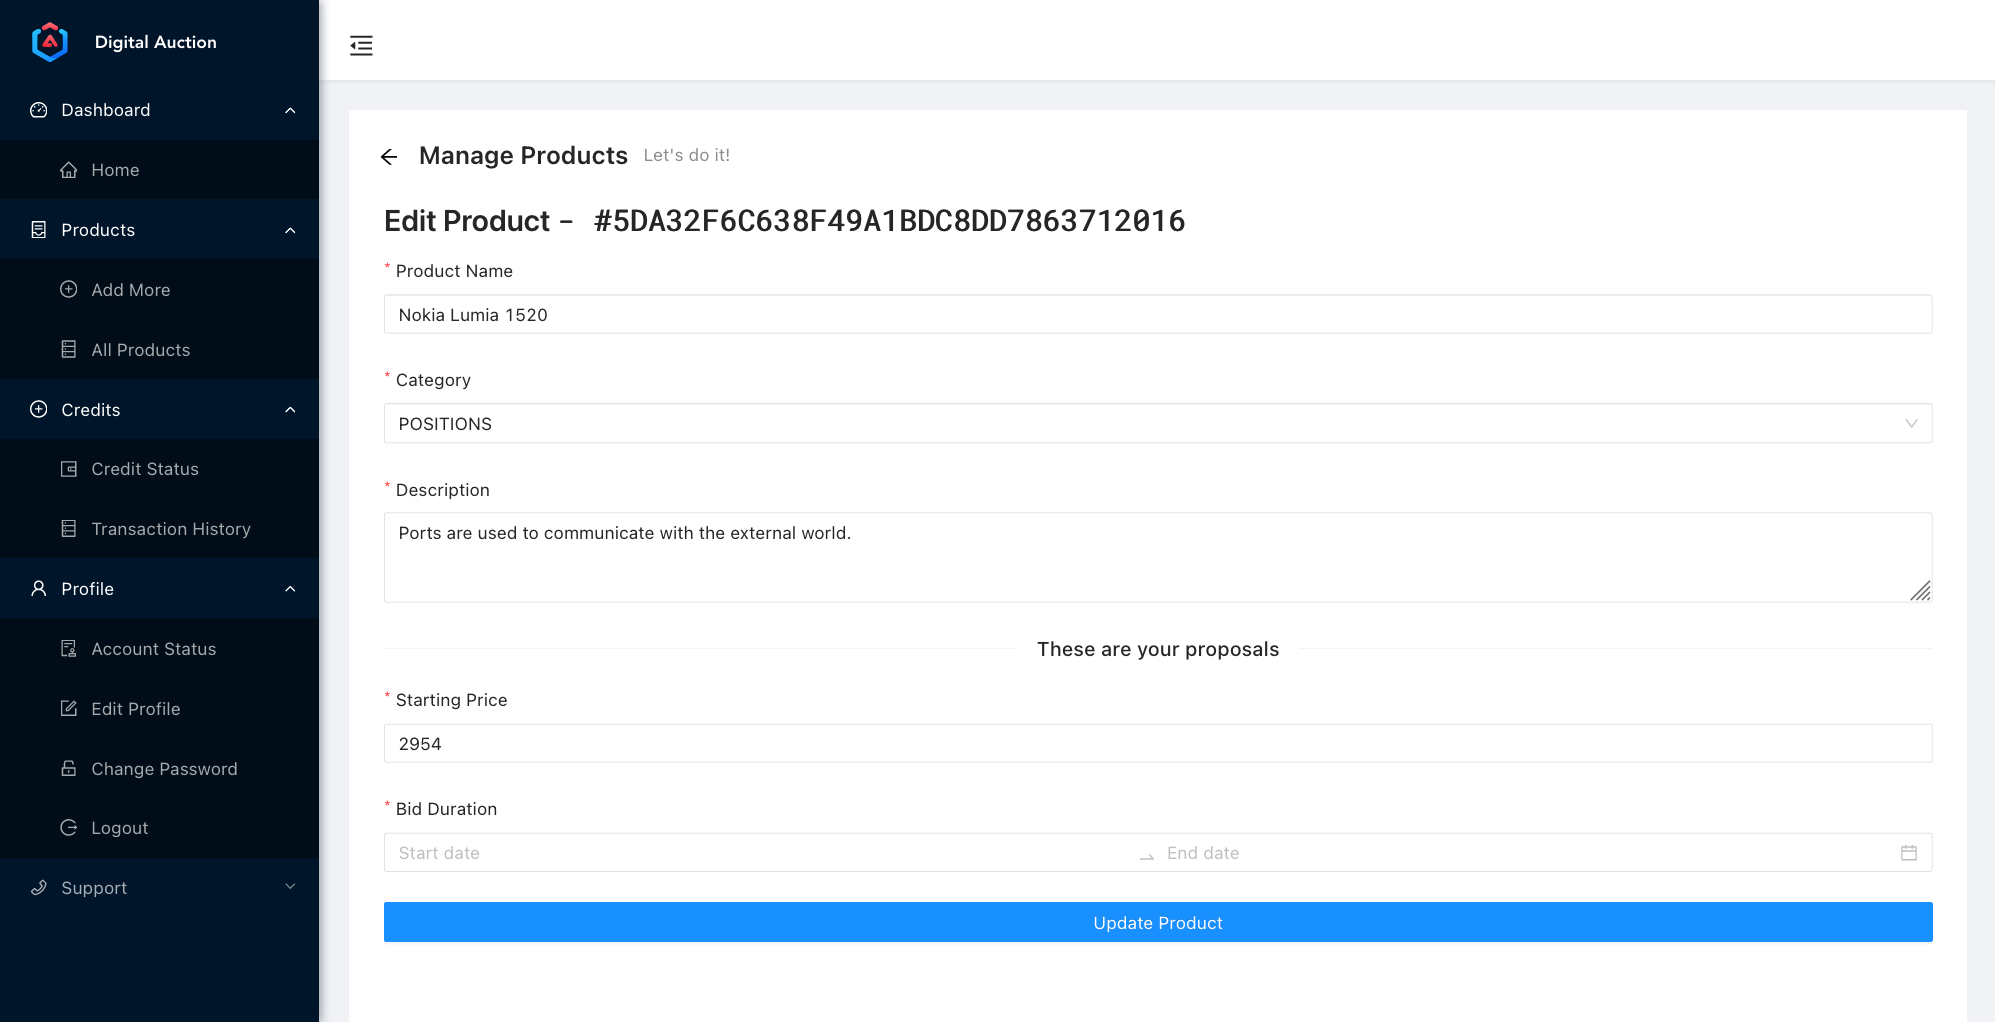 Digital Auction
Dashboard
Home
Products
Add More
All Products
Credits
Credit Status
Transaction History
Profile
Account Status
Edit Profile
Change Password
Logout
Support
Manage Products Let's do it!
Edit Product - #5DA32F6C638F49A1BDC8DD7863712016
* Product Name
Nokia Lumia 1520
* Category
POSITIONS
* Description
Ports are used to communicate with the external world.
These are your proposals
* Starting Price
2954
* Bid Duration
Start date → End date
Update Product